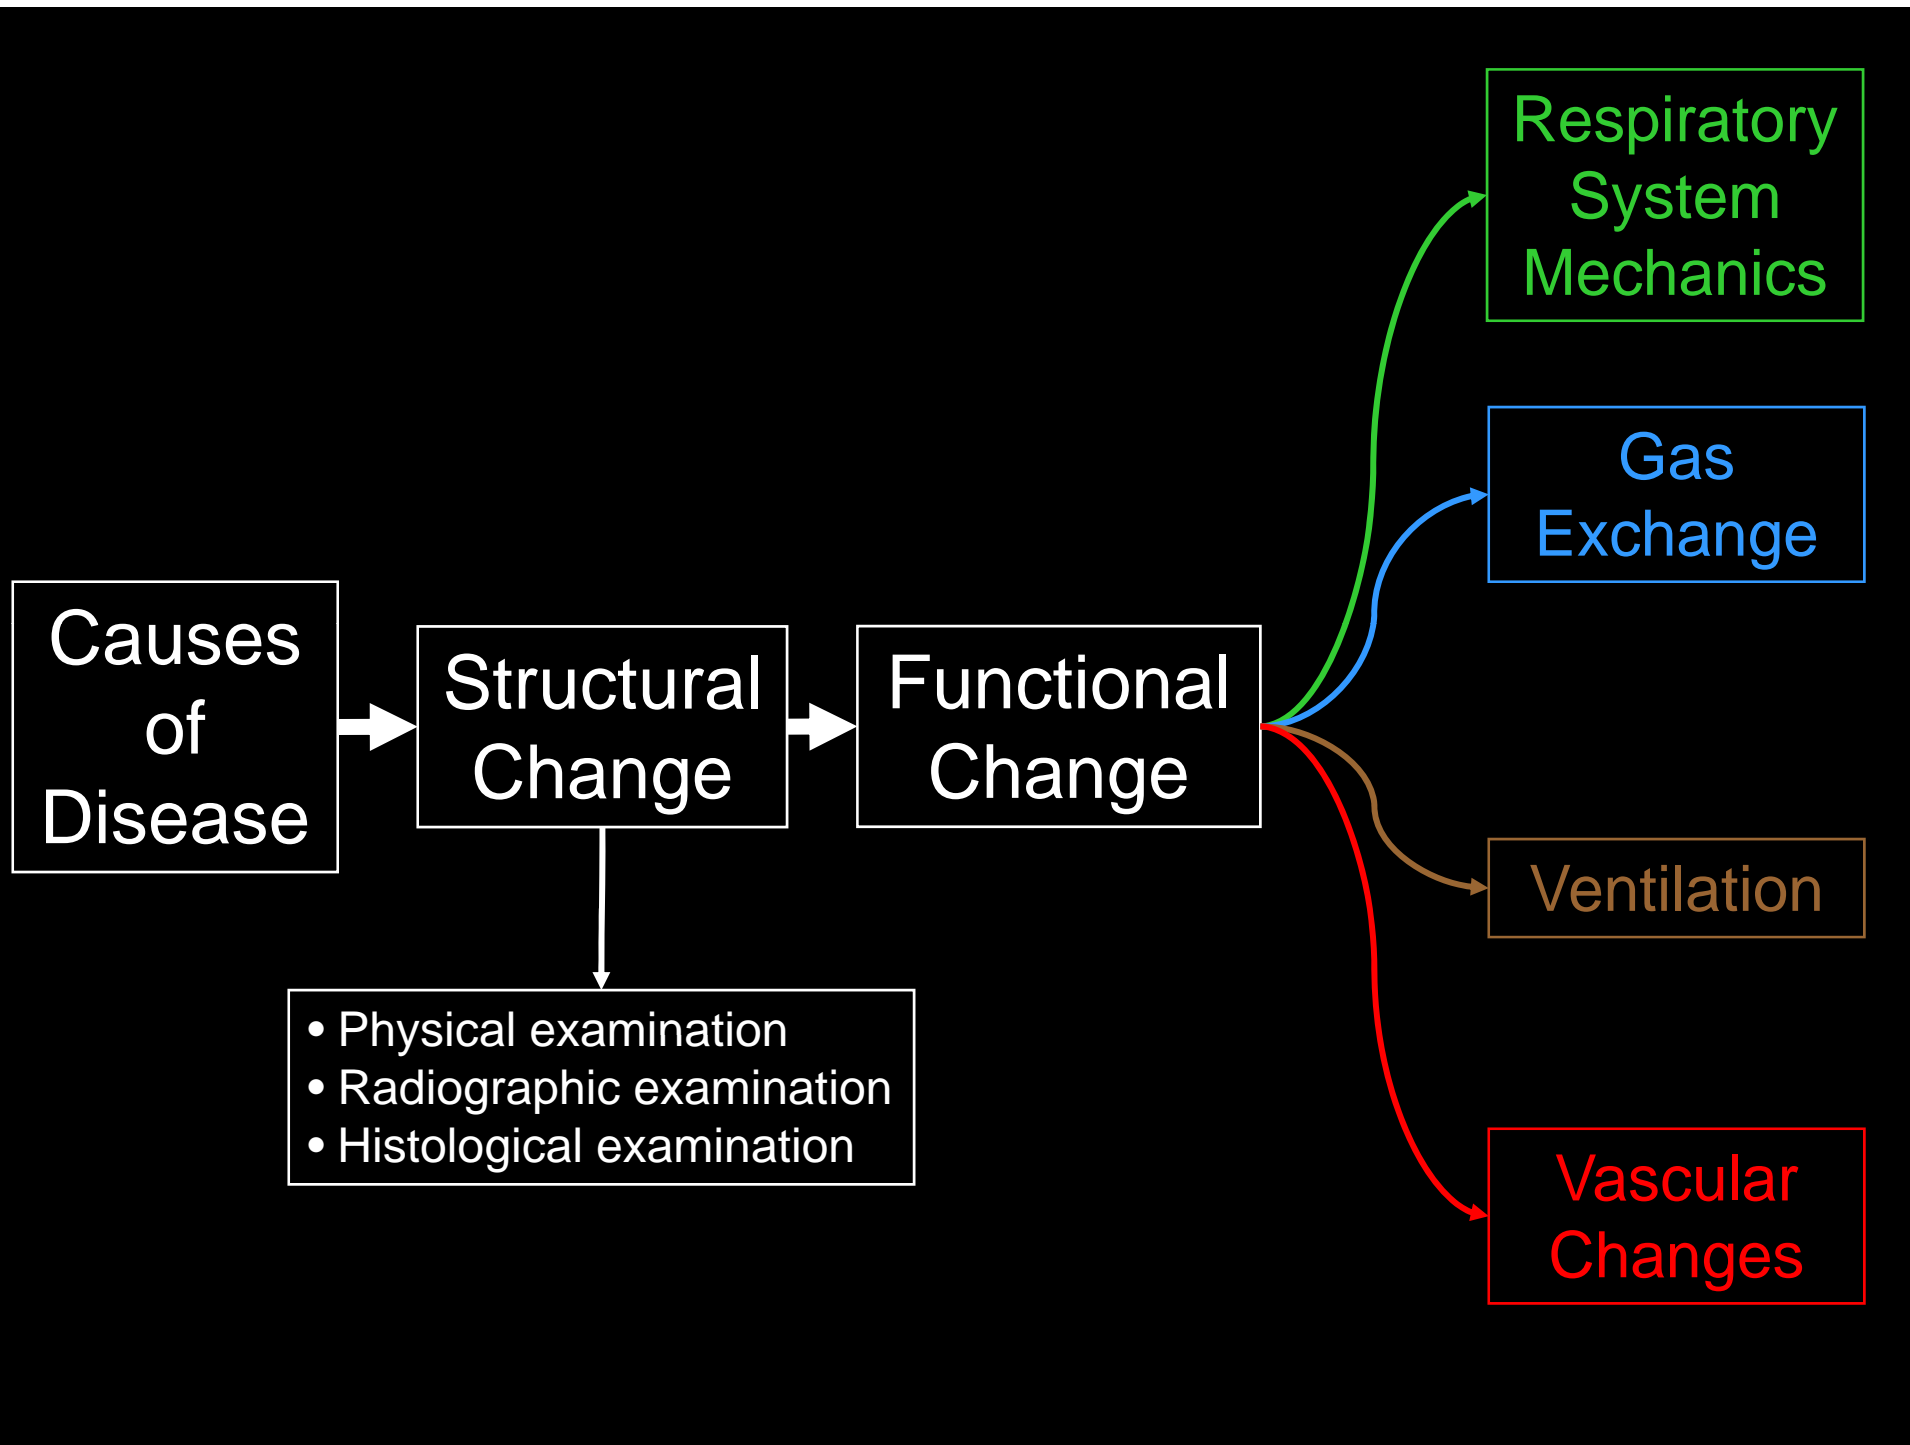 Causes
of
Disease
Structural
Change
Functional
Change
• Physical examination
• Radiographic examination
• Histological examination
Respiratory
System
Mechanics
Gas
Exchange
Ventilation
Vascular
Changes